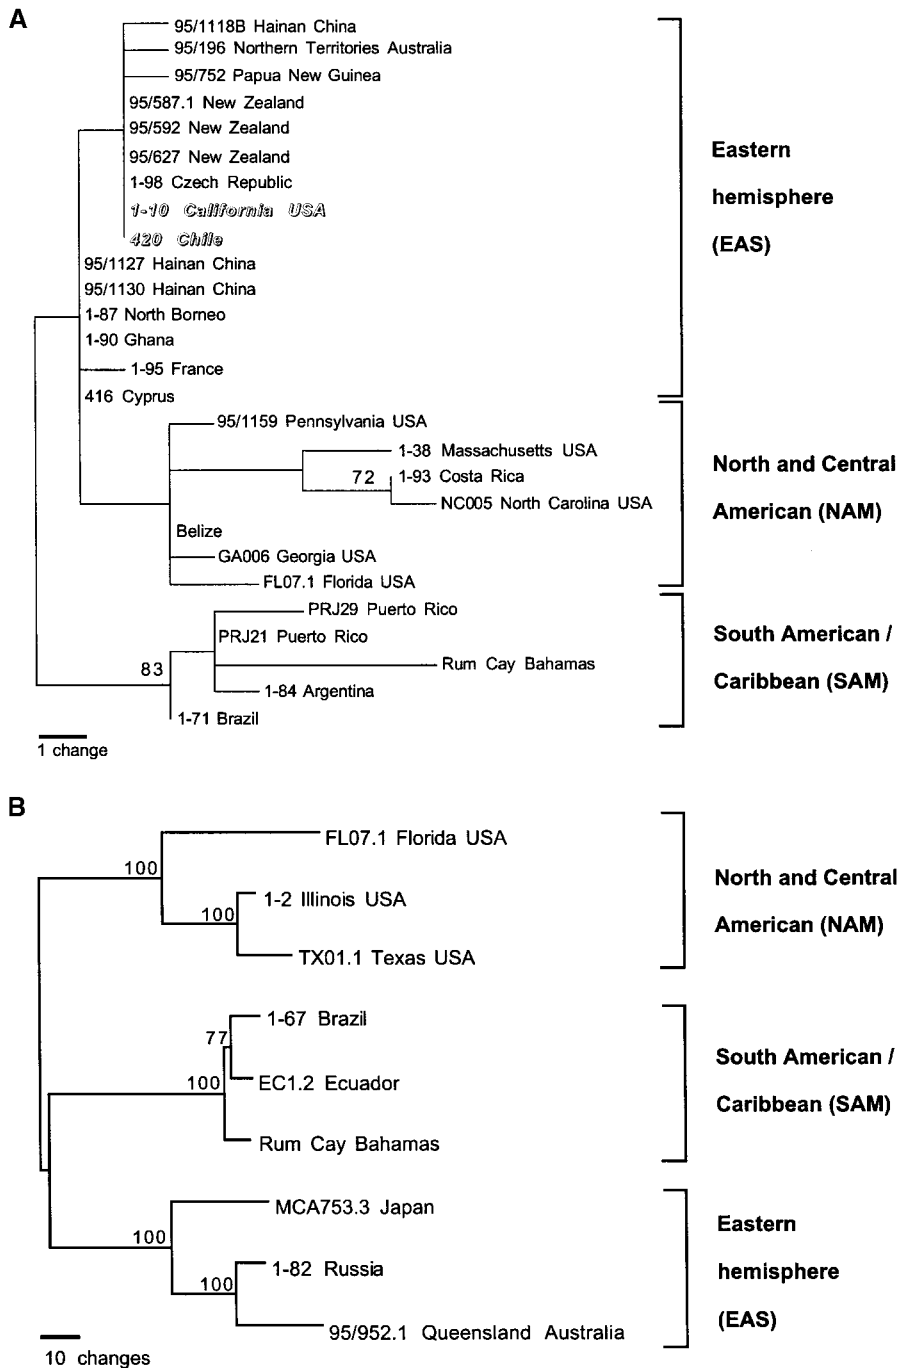 A
95/1118B Hainan China
95/196 Northern Territories Australia
95/752 Papua New Guinea
95/587.1 New Zealand
95/592 New Zealand
95/627 New Zealand
1-98 Czech Republic
1-10 California USA
420 Chile
95/1127 Hainan China
95/1130 Hainan China
1-87 North Borneo
1-90 Ghana
1-95 France
416 Cyprus
Eastern
hemisphere
(EAS)
95/1159 Pennsylvania USA
1-38 Massachusetts USA
72
1-93 Costa Rica
NC005 North Carolina USA
Belize
GA006 Georgia USA
FL07.1 Florida USA
North and Central
American (NAM)
PRJ29 Puerto Rico
PRJ21 Puerto Rico
Rum Cay Bahamas
83
1-84 Argentina
1-71 Brazil
South American /
Caribbean (SAM)
1 change
B
FL07.1 Florida USA
100
1-2 Illinois USA
100
TX01.1 Texas USA
North and Central
American (NAM)
1-67 Brazil
77
EC1.2 Ecuador
100
Rum Cay Bahamas
South American /
Caribbean (SAM)
MCA753.3 Japan
100
1-82 Russia
100
95/952.1 Queensland Australia
Eastern
hemisphere
(EAS)
10 changes